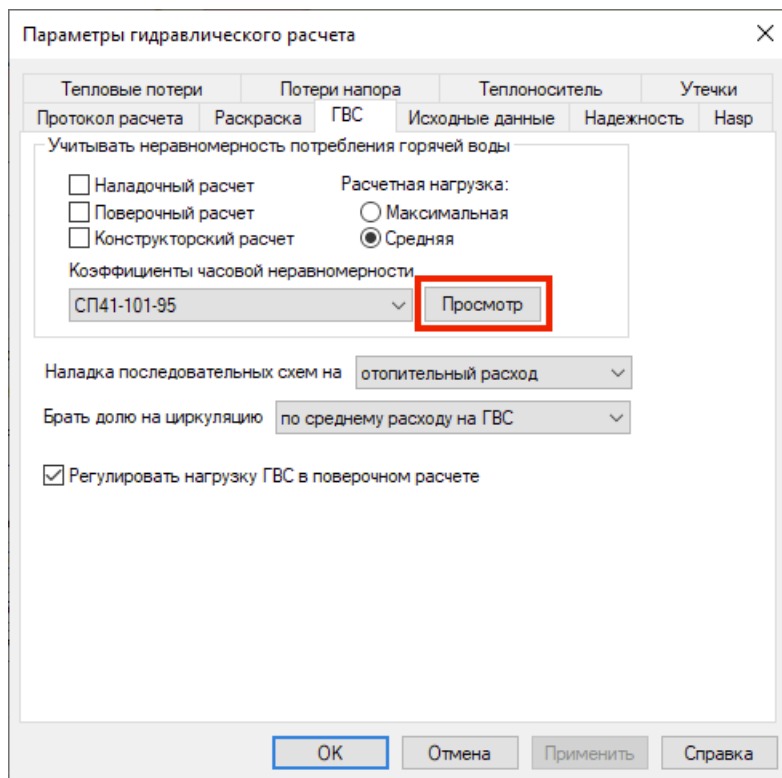 Параметры гидравлического расчета
Тепловые потери Потери напора Теплоноситель Утечки
Протокол расчета Раскраска ГВС Исходные данные Надежность Hasp
Учитывать неравномерность потребления горячей воды
Наладочный расчет Расчетная нагрузка:
Поверочный расчет Максимальная
Конструкторский расчет Средняя
Коэффициенты часовой неравномерности
СП41-101-95 Просмотр
Наладка последовательных схем на отопительный расход
Брать долю на циркуляцию по среднему расходу на ГВС
Регулировать нагрузку ГВС в поверочном расчете
OK Отмена Применить Справка